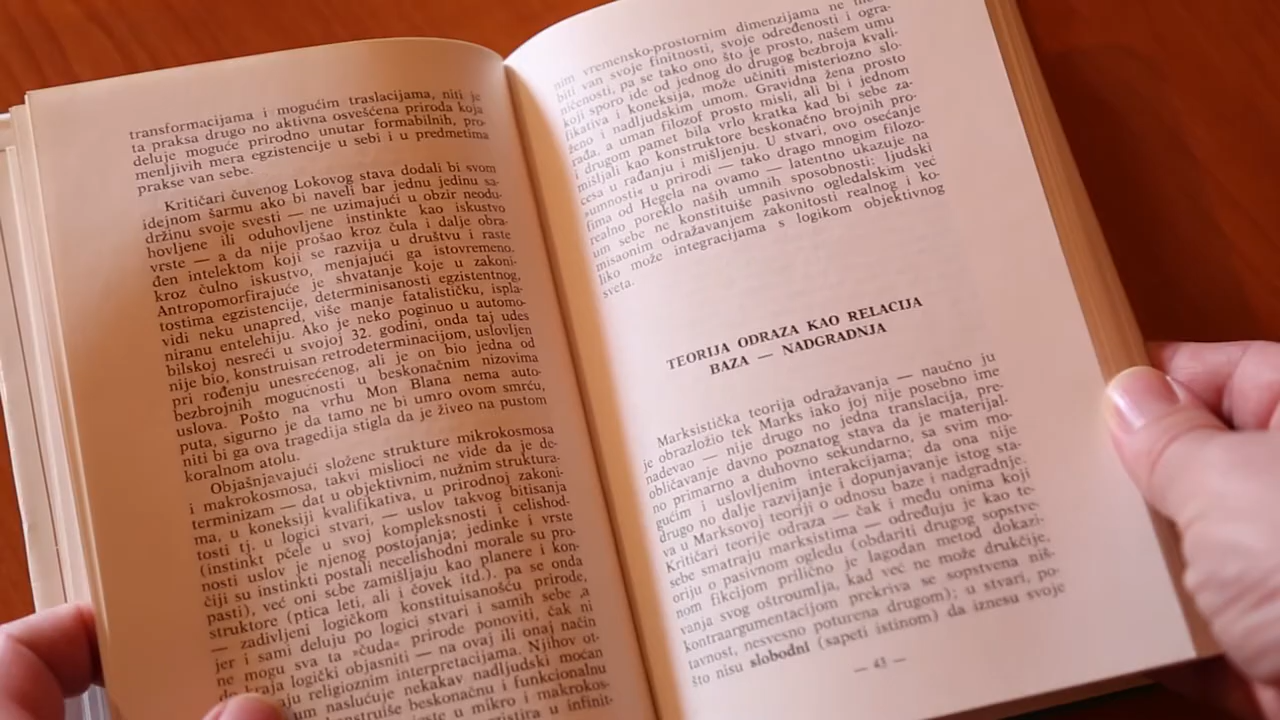 transformacijama i mogućim traslacijama, niti je
ta praksa drugo no aktivna osvešćena priroda koja
deluje moguće prirodno unutar formabilnih, pro-
menljivih mera egzistencije u sebi i u predmetima
prakse van sebe.
Kritičari čuvenog Lokovog stava dodali bi svom
idejnom šarmu ako bi naveli bar jednu jedinu sa-
držinu svoje svesti — ne uzimajući u obzir neodu-
hovljene ili oduhovljene instinkte kao iskustvo
vrste — a da nije prošao kroz čula i dalje obra-
đen intelektom koji se razvija u društvu i raste
kroz čulno iskustvo, menjajući ga istovremeno.
Antropomorfirajuće je shvatanje koje u zakoni-
tostima egzistencije, determinisanosti egzistentnog,
vidi neku unapred, više manje fatalističku, ispla-
niranu entelehiju. Ako je neko poginuo u automo-
bilskoj nesreći u svojoj 32. godini, onda taj udes
nije bio, konstruisan retrodeterminacijom, uslovljen
pri rođenju unesrećenog, ali je on bio jedna od
bezbrojnih mogućnosti u beskonačnim nizovima
uslova. Pošto na vrhu Mon Blana nema auto-
puta, sigurno je da tamo ne bi umro ovom smrću,
niti bi ga ova tragedija stigla da je živeo na pustom
koralnom atolu.
Objašnjavajući složene strukture mikrokosmosa
i makrokosmosa, takvi mislioci ne vide da je de-
terminizam — dat u objektivnim, nužnim struktura-
ma, u koneksiji kvalifikativa, u prirodnoj zakoni-
tosti tj. u logici stvari, — uslov takvog bitisanja
(instinkt pčele u svoj kompleksnosti i celishod-
nosti uslov je njenog postojanja; jedinke i vrste
čiji su instinkti postali necelishodni morale su pro-
pasti), već oni sebe zamišljaju kao planere i kon-
struktore (ptica leti, ali i čovek itd.), pa se onda
— zadivljeni logičkom konstituisanošću prirode,
jer i sami deluju po logici stvari i samih sebe a
ne mogu sva ta »čuda« prirode ponoviti, čak ni
do kraja logički objasniti — na ovaj ili onaj način
religioznim interpretacijama. Njihov ot-
um naslućuje nekakav nadljudski moćan
beskonačnu i funkcionalnu
u mikro i makrokos-
u infinit-
nim vremensko-prostornim dimenzijama ne
biti van svoje finitnosti, svoje određenosti i ogra-
ničenosti, pa se tako ono što je prosto, našem umu
koji sporo ide od jednog do drugog bezbroja kvali-
fikativa i koneksija, može učiniti misteriozno slo-
ženo i nadljudskim umom. Gravidna žena prosto
rađa, a uman filozof prosto misli, ali bi i jednom
i drugom pamet bila vrlo kratka kad bi sebe za-
mišljali kao konstruktore beskonačno brojnih pro-
cesa u rađanju i mišljenju. U stvari, ovo osećanje
»umnosti« u prirodi — tako drago mnogim filozo-
fima od Hegela na ovamo — latentno ukazuje na
realno poreklo naših umnih sposobnosti: ljudski
um sebe ne konstituiše pasivno ogledalskim već
misaonim odražavanjem zakonitosti realnog i ko-
liko može integracijama s logikom objektivnog
sveta.
TEORIJA ODRAZA KAO RELACIJA
BAZA — NADGRADNJA
Marksistička teorija odražavanja — naučno ju
je obrazložio tek Marks iako joj nije posebno ime
nadevao — nije drugo no jedna translacija, pre-
obličavanje davno poznatog stava da je materijal-
no primarno a duhovno sekundarno, sa svim mo-
gućim i uslovljenim interakcijama; da ona nije
drugo no dalje razvijanje i dopunjavanje istog sta-
va u Marksovoj teoriji o odnosu baze i nadgradnje.
Kritičari teorije odraza — čak i među onima koji
sebe smatraju marksistima — određuju je kao te-
oriju o pasivnom ogledu (obdariti drugog sopstve-
nom fikcijom prilično je lagodan metod dokazi-
vanja svog oštroumlja, kad već ne može drukčije,
kontraargumentacijom prekriva se sopstvena niš-
tavnost, nesvesno poturena drugom); u stvari, po-
što nisu slobodni (sapeti istinom) da iznesu svoje
— 43 —